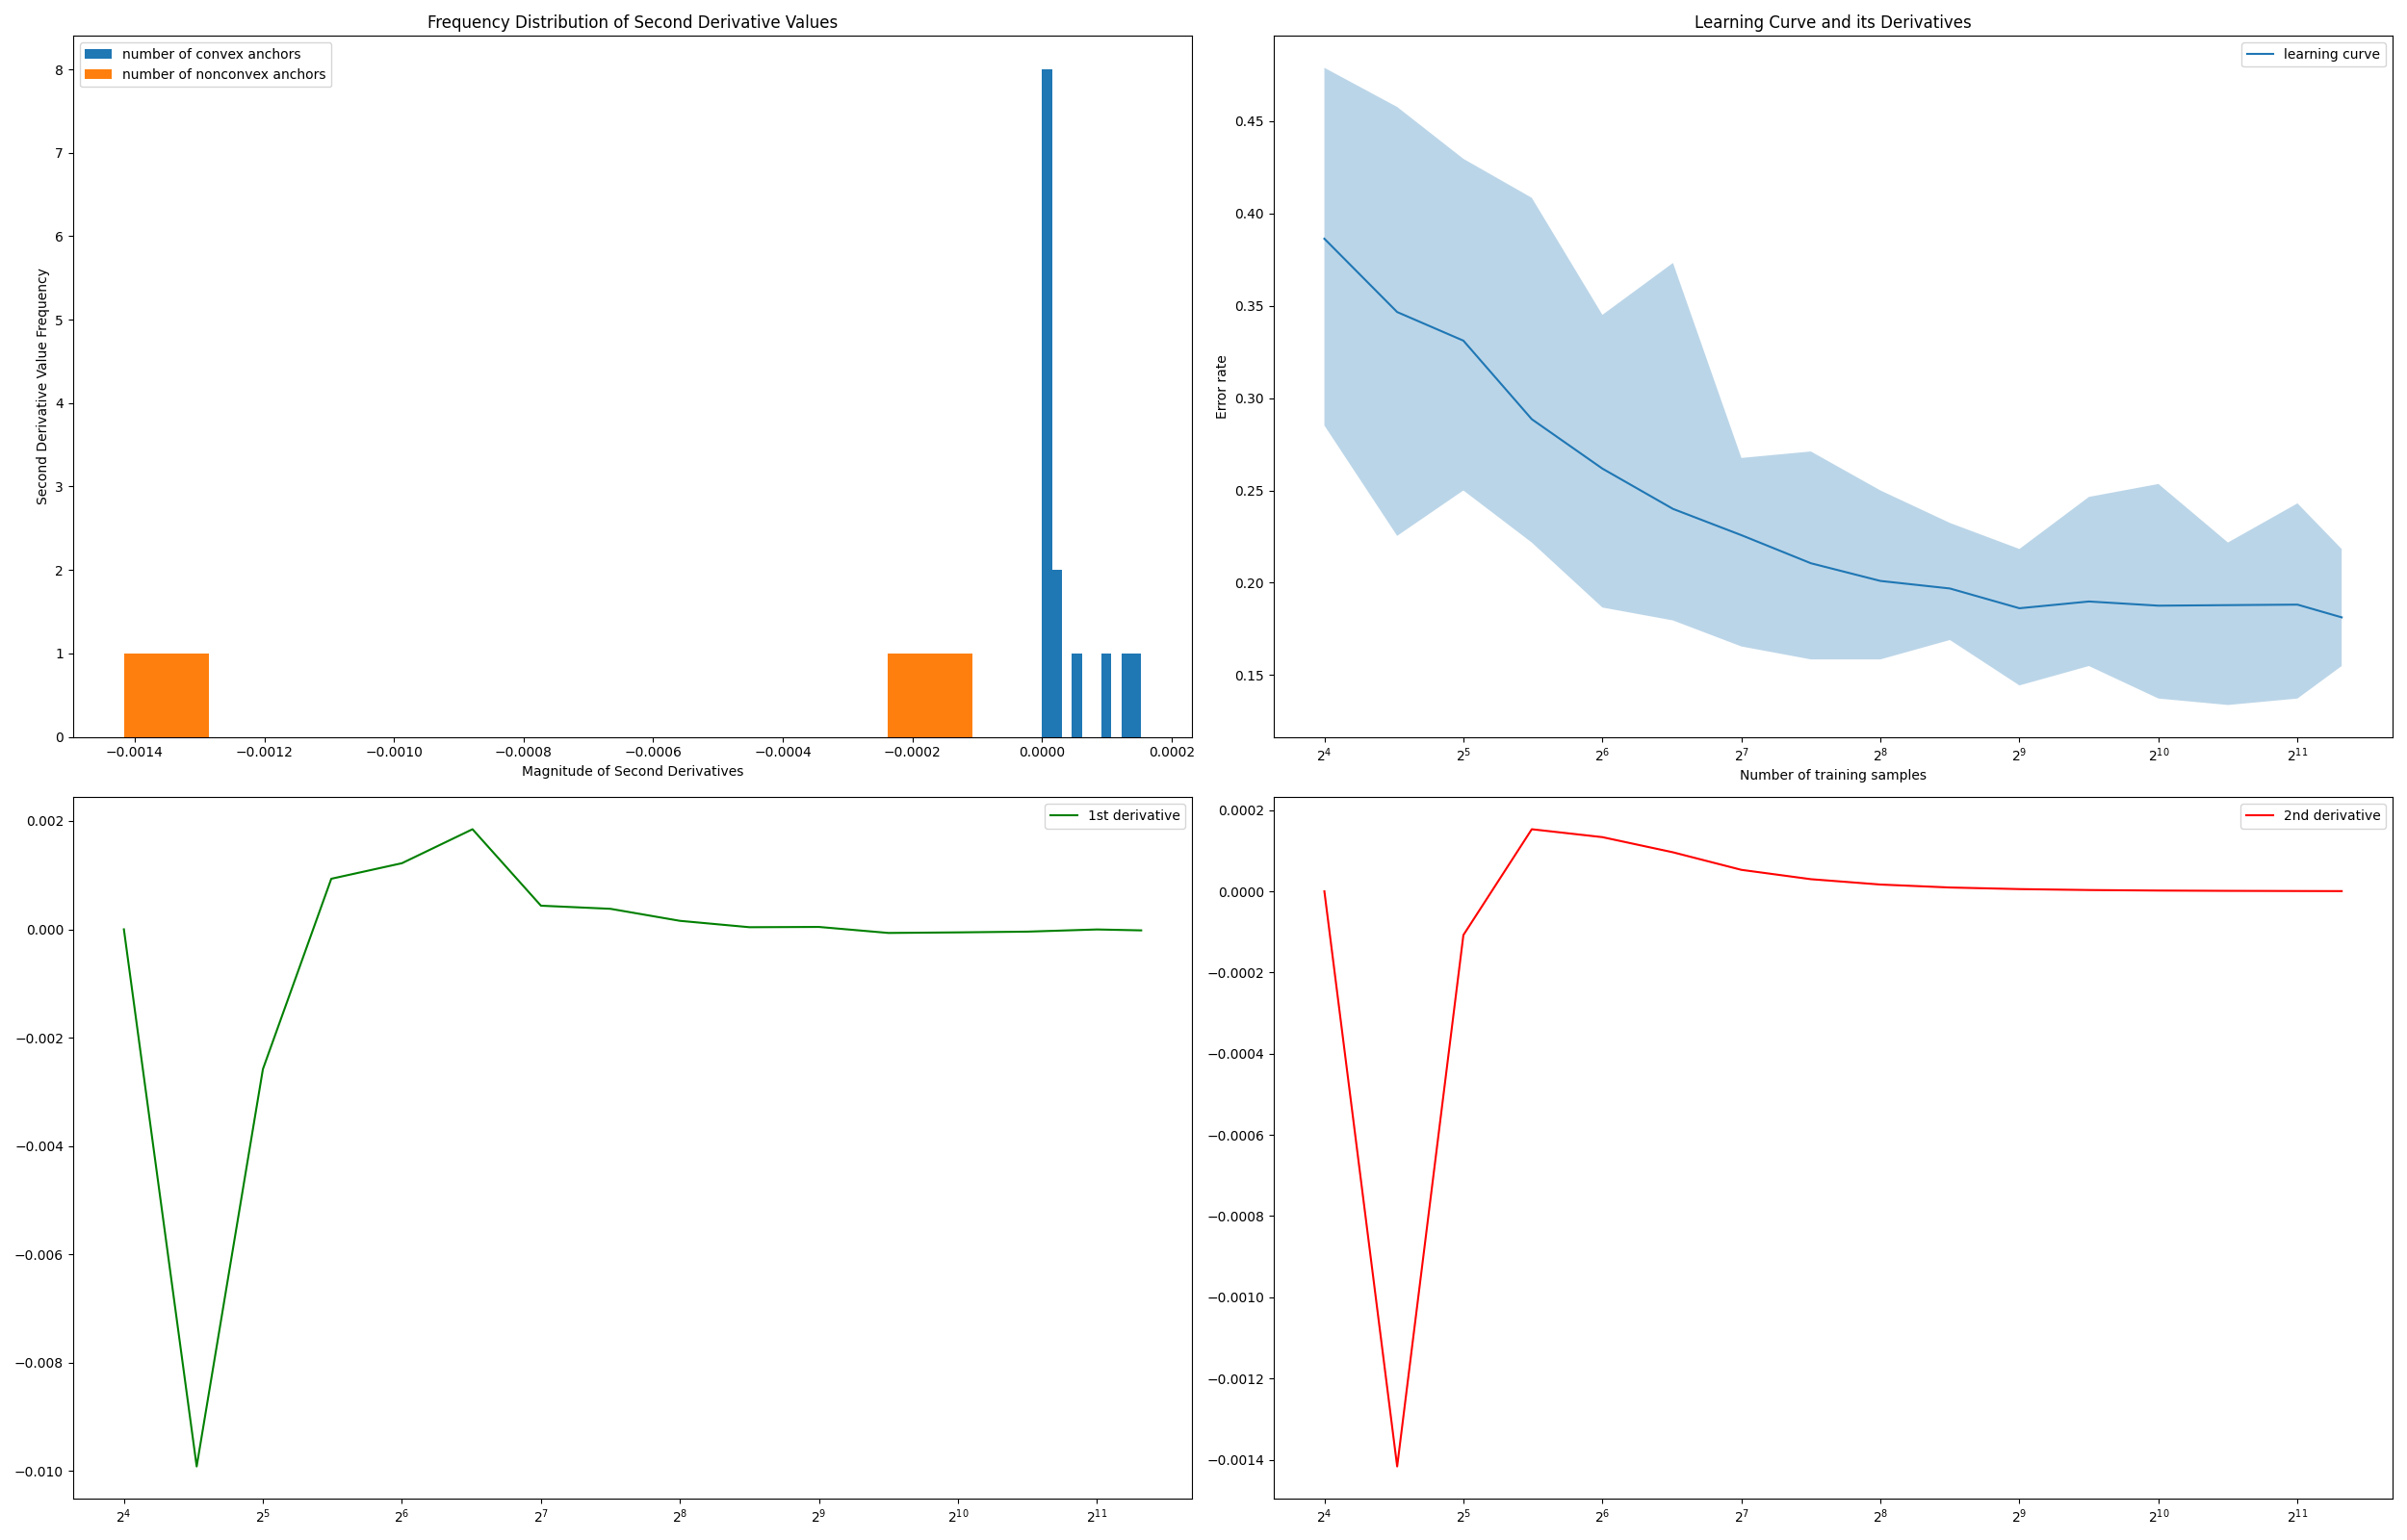 Frequency Distribution of Second Derivative Values
number of convex anchors
number of nonconvex anchors
Second Derivative Value Frequency
8
7
6
5
4
3
2
1
0
−0.0014 −0.0012 −0.0010 −0.0008 −0.0006 −0.0004 −0.0002 0.0000 0.0002
Magnitude of Second Derivatives
Learning Curve and its Derivatives
learning curve
Error rate
0.45
0.40
0.35
0.30
0.25
0.20
0.15
2⁴ 2⁵ 2⁶ 2⁷ 2⁸ 2⁹ 2¹⁰ 2¹¹
Number of training samples
1st derivative
0.002
0.000
−0.002
−0.004
−0.006
−0.008
−0.010
2⁴ 2⁵ 2⁶ 2⁷ 2⁸ 2⁹ 2¹⁰ 2¹¹
2nd derivative
0.0002
0.0000
−0.0002
−0.0004
−0.0006
−0.0008
−0.0010
−0.0012
−0.0014
2⁴ 2⁵ 2⁶ 2⁷ 2⁸ 2⁹ 2¹⁰ 2¹¹